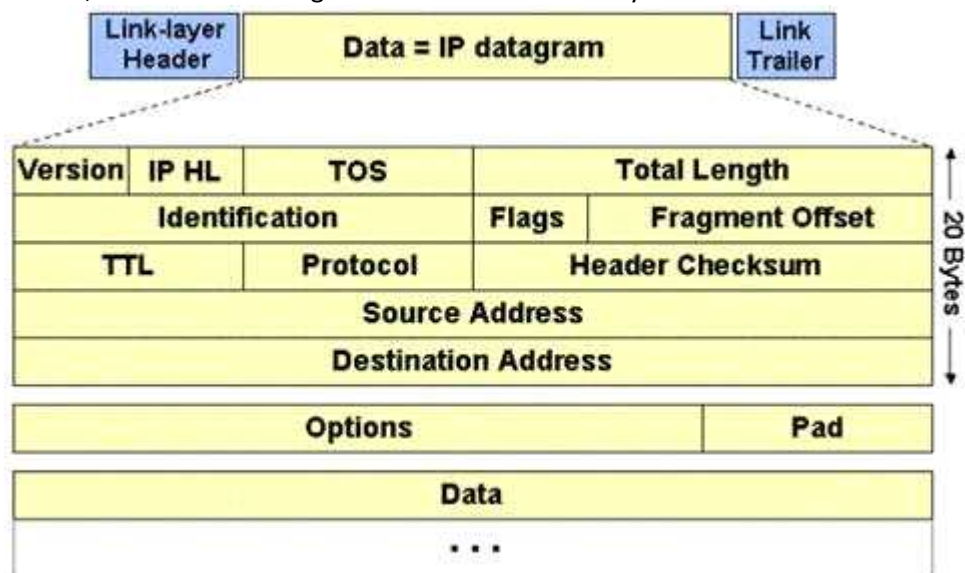 Link-layer Header
Data = IP datagram
Link Trailer
Version IP HL TOS Total Length
Identification Flags Fragment Offset
TTL Protocol Header Checksum
Source Address
Destination Address
20 Bytes
Options Pad
Data
. . .